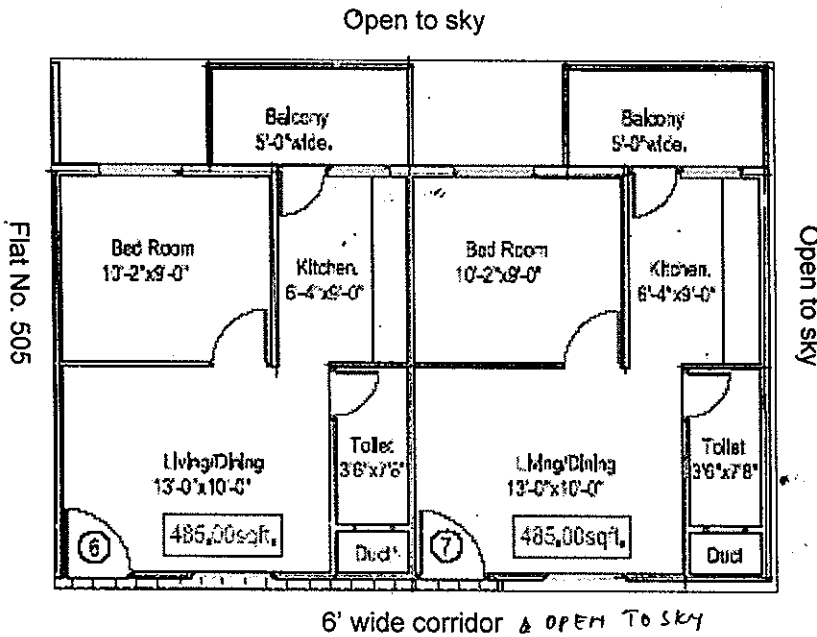 Open to sky
Balcony
5'-0"wide.
Balcony
5'-0"wide.
Flat No. 505
Bed Room
10'-2"x9'-0"
Kitchen.
6'-4"x9'-0"
Bed Room
10'-2"x9'-0"
Kitchen.
6'-4"x9'-0"
Open to sky
Living/Dining
13'-0"x10'-0"
Toilet
3'6"x7'6"
Living/Dining
13'-0"x10'-0"
Toilet
3'6"x7'8"
6
485.00sqft.
Duct
7
485.00sqft.
Duct
6' wide corridor & OPEN TO SKY